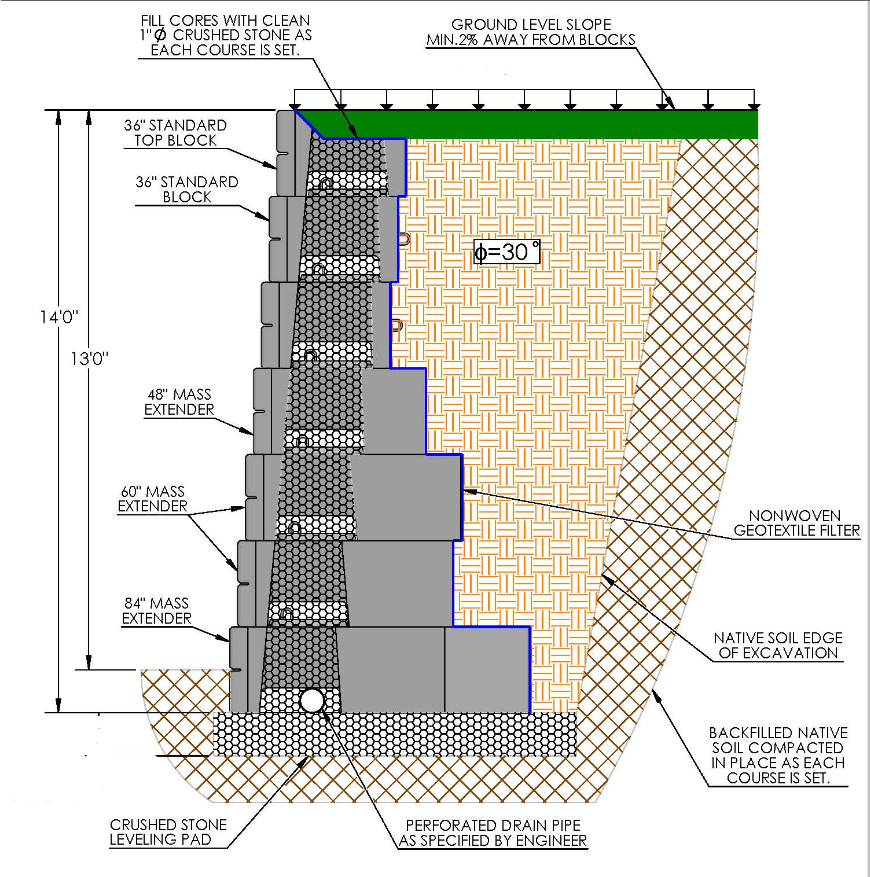 FILL CORES WITH CLEAN
1"ϕ CRUSHED STONE AS
EACH COURSE IS SET.
GROUND LEVEL SLOPE
MIN.2% AWAY FROM BLOCKS
36" STANDARD
TOP BLOCK
36" STANDARD
BLOCK
ϕ=30°
14'0"
13'0"
48" MASS
EXTENDER
60" MASS
EXTENDER
NONWOVEN
GEOTEXTILE FILTER
84" MASS
EXTENDER
NATIVE SOIL EDGE
OF EXCAVATION
BACKFILLED NATIVE
SOIL COMPACTED
IN PLACE AS EACH
COURSE IS SET.
CRUSHED STONE
LEVELING PAD
PERFORATED DRAIN PIPE
AS SPECIFIED BY ENGINEER